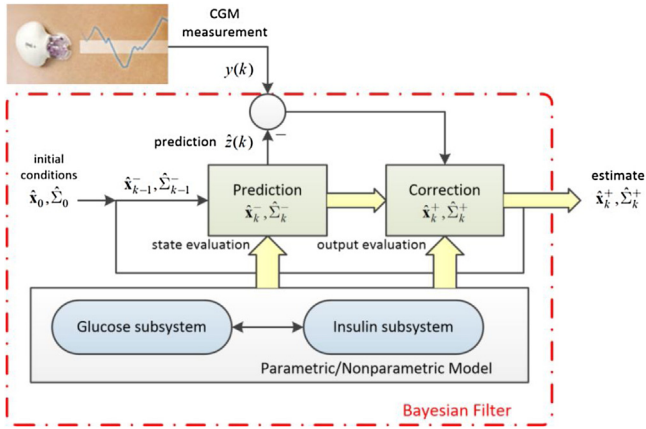 CGM
measurement
y(k)
prediction ẑ(k)
−
initial
conditions
x̂₀,Σ̂₀
x̂⁻ₖ₋₁,Σ̂⁻ₖ₋₁
Prediction
x̂⁻ₖ,Σ̂⁻ₖ
Correction
x̂⁺ₖ,Σ̂⁺ₖ
estimate
x̂⁺ₖ,Σ̂⁺ₖ
state evaluation
output evaluation
Glucose subsystem
Insulin subsystem
Parametric/Nonparametric Model
Bayesian Filter